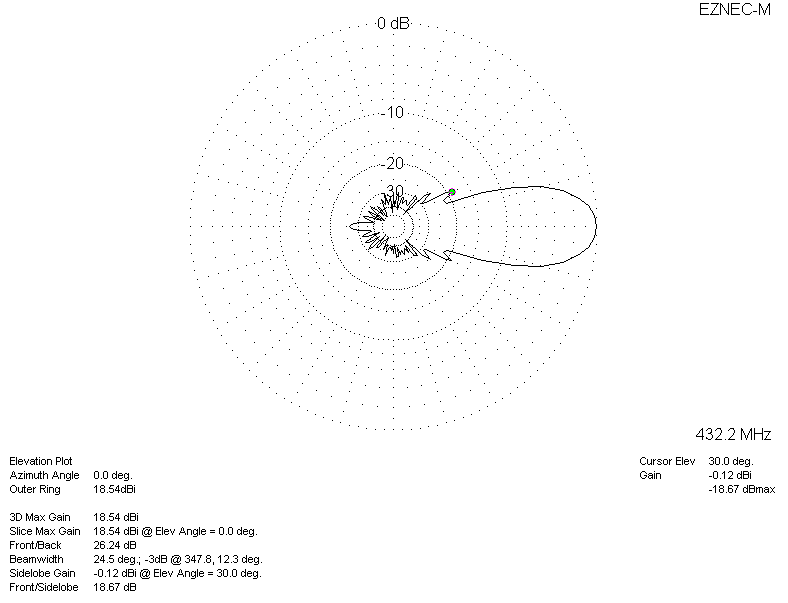 EZNEC-M
0 dB
-10
-20
-30
432.2 MHz
Elevation Plot
Azimuth Angle 0.0 deg.
Outer Ring 18.54dBi
3D Max Gain 18.54 dBi
Slice Max Gain 18.54 dBi @ Elev Angle = 0.0 deg.
Front/Back 26.24 dB
Beamwidth 24.5 deg.; -3dB @ 347.8, 12.3 deg.
Sidelobe Gain -0.12 dBi @ Elev Angle = 30.0 deg.
Front/Sidelobe 18.67 dB
Cursor Elev 30.0 deg.
Gain -0.12 dBi
-18.67 dBmax